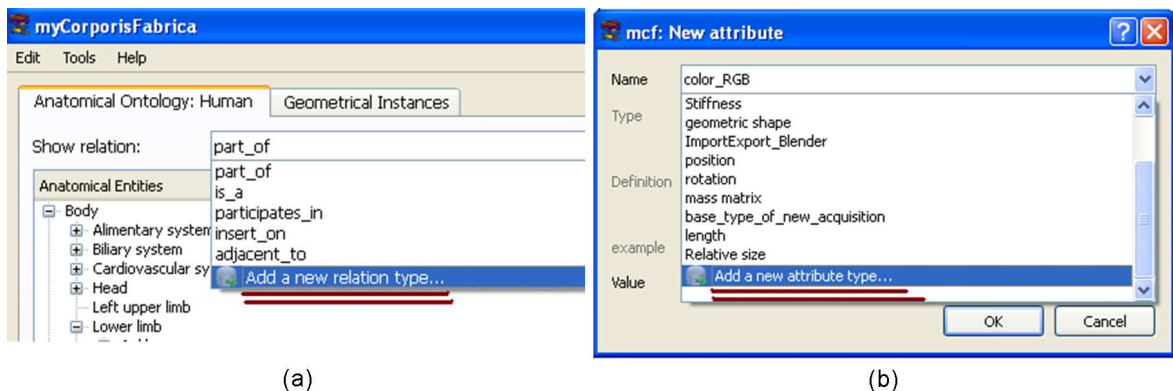 myCorporisFabrica
Edit Tools Help
Anatomical Ontology: Human Geometrical Instances
Show relation: part_of
part_of
is_a
participates_in
insert_on
adjacent_to
Add a new relation type...
Anatomical Entities
Body
Alimentary system
Biliary system
Cardiovascular sy
Head
Left upper limb
Lower limb
(a)
mcf: New attribute
Name color_RGB
Stiffness
Type
geometric shape
ImportExport_Blender
position
Definition rotation
mass matrix
base_type_of_new_acquisition
length
example
Relative size
Value Add a new attribute type...
OK Cancel
(b)